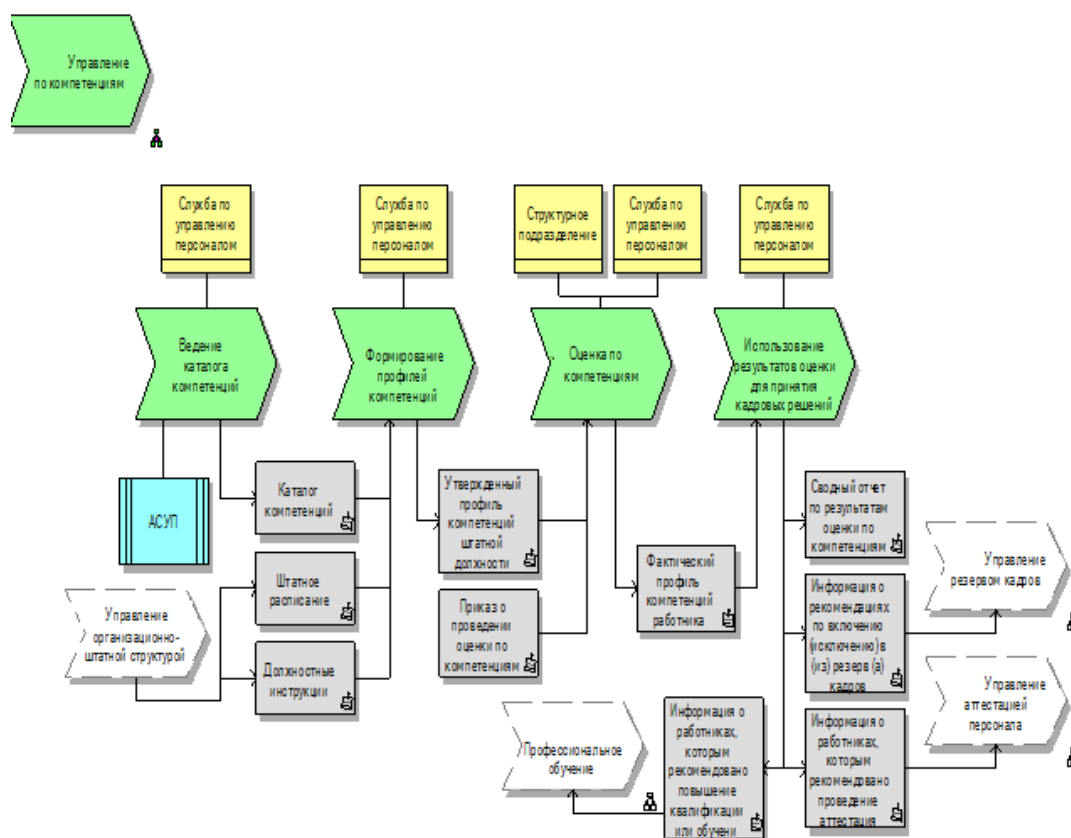 Управление
по компетенциям
Служба по
управлению
персоналом
Служба по
управлению
персоналом
Структурное
подразделение
Служба по
управлению
персоналом
Служба по
управлению
персоналом
Ведение
каталога
компетенций
Формирование
профилей
компетенций
Оценка по
компетенциям
Использование
результатов оценки
для принятия
кадровых решений
АСУП
Каталог
компетенций
Утвержденный
профиль
компетенций
штатной
должности
Сводный отчет
по результатам
оценки по
компетенциям
Управление
резервом кадров
Штатное
расписание
Фактический
профиль
компетенций
работника
Информация о
рекомендациях
по включению
(исключению) в
(из) резерв (а)
кадров
Управление
организационно-
штатной структурой
Приказ о
проведении
оценки по
компетенциям
Должностные
инструкции
Управление
аттестацией
персонала
Профессиональное
обучение
Информация о
работниках,
которым
рекомендовано
повышение
квалификации
или обучени
Информация о
работниках,
которым
рекомендовано
проведение
аттестация